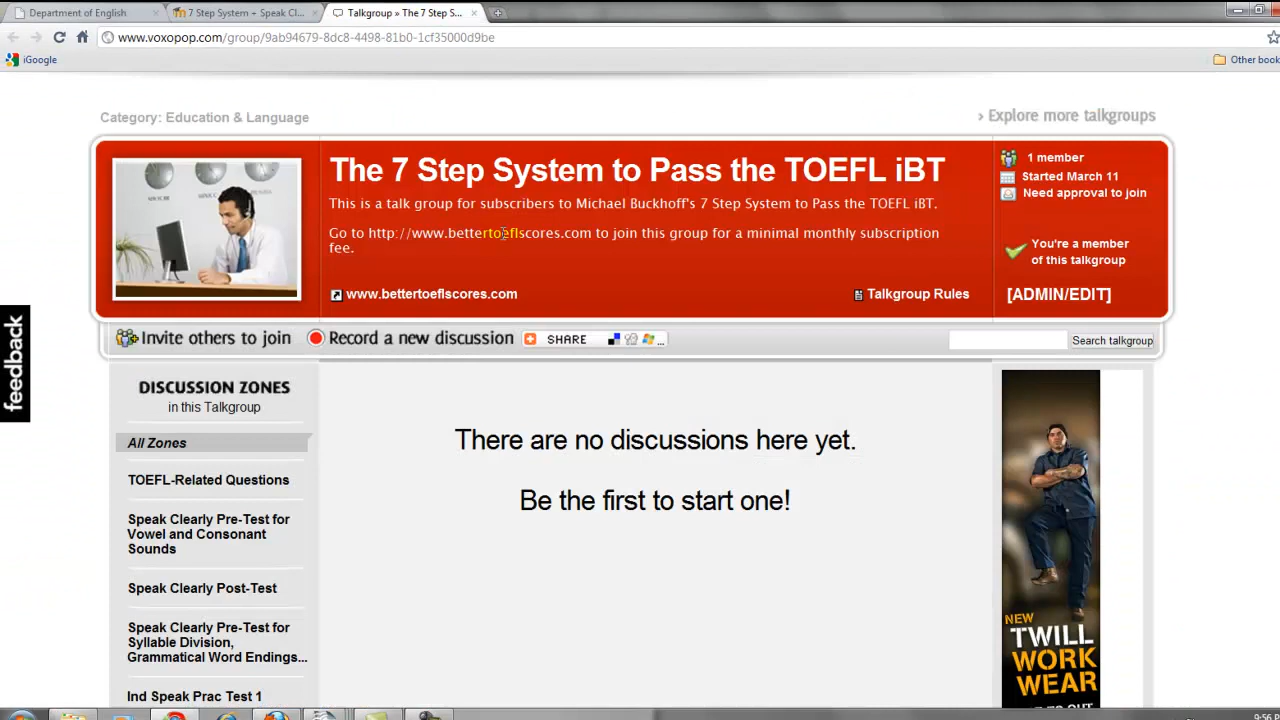 Department of English
7 Step System + Speak Cl...
Talkgroup » The 7 Step S...
www.voxopop.com/group/9ab94679-8dc8-4498-81b0-1cf35000d9be
iGoogle
Other book
Category: Education & Language
› Explore more talkgroups
The 7 Step System to Pass the TOEFL iBT
This is a talk group for subscribers to Michael Buckhoff's 7 Step System to Pass the TOEFL iBT.
Go to http://www.bettertoeflscores.com to join this group for a minimal monthly subscription
fee.
www.bettertoeflscores.com
Talkgroup Rules
1 member
Started March 11
Need approval to join
You're a member
of this talkgroup
[ADMIN/EDIT]
feedback
Invite others to join
Record a new discussion
SHARE
...
Search talkgroup
DISCUSSION ZONES
in this Talkgroup
All Zones
TOEFL-Related Questions
Speak Clearly Pre-Test for
Vowel and Consonant
Sounds
Speak Clearly Post-Test
Speak Clearly Pre-Test for
Syllable Division,
Grammatical Word Endings...
Ind Speak Prac Test 1
There are no discussions here yet.
Be the first to start one!
NEW
TWILL
WORK
WEAR